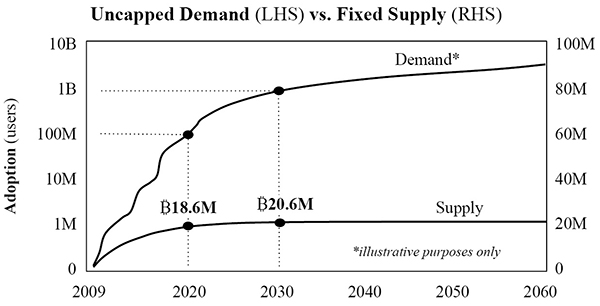 Uncapped Demand (LHS) vs. Fixed Supply (RHS)
10B 100M
Demand*
1B 80M
100M 60M
10M 40M
₿18.6M ₿20.6M
Supply
1M 20M
*illustrative purposes only
0 0
2009 2020 2030 2040 2050 2060
Adoption (users)